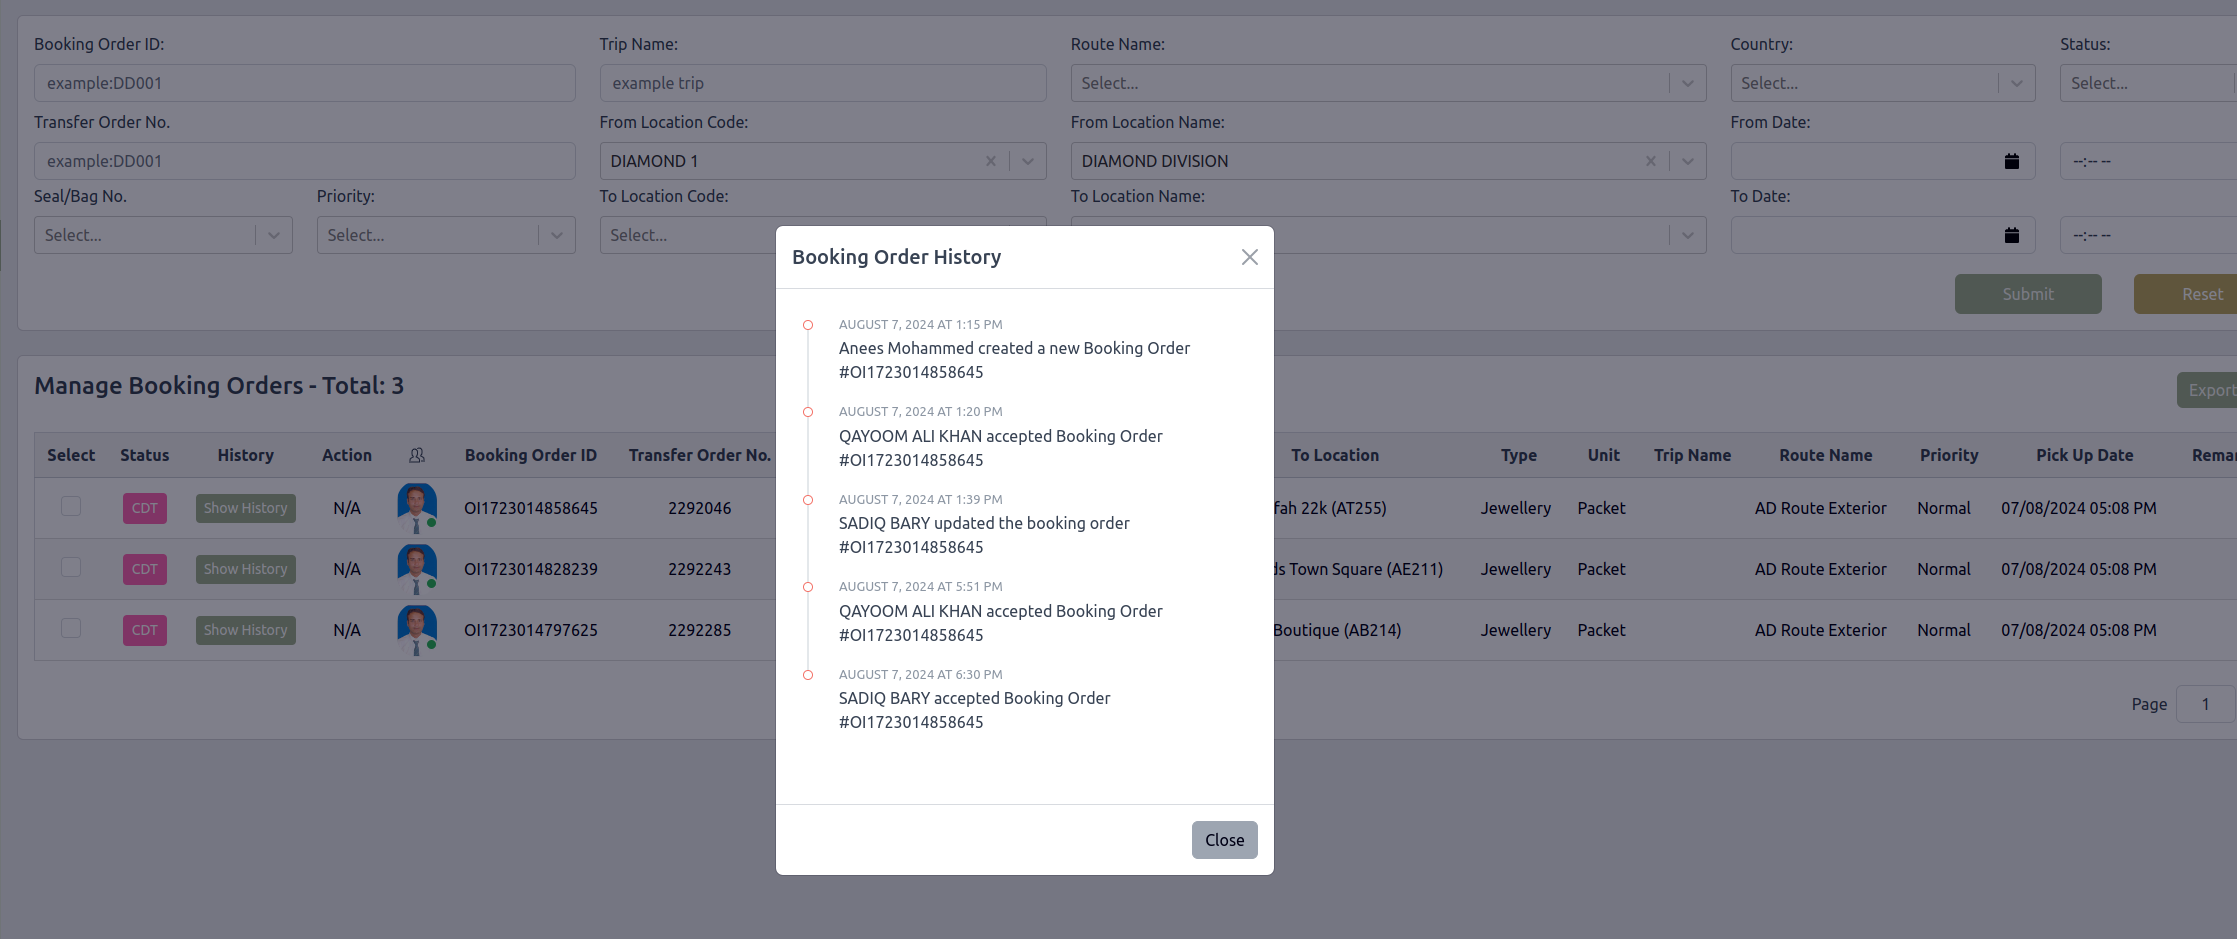 Booking Order ID: Trip Name: Route Name: Country: Status:
example:DD001 example trip Select... Select... Select...
Transfer Order No. From Location Code: From Location Name: From Date:
example:DD001 DIAMOND 1 DIAMOND DIVISION --:-- --
Seal/Bag No. Priority: To Location Code: To Location Name: To Date:
Select... Select... Select... --:-- --
Submit Reset
Booking Order History
AUGUST 7, 2024 AT 1:15 PM
Anees Mohammed created a new Booking Order
#OI1723014858645
AUGUST 7, 2024 AT 1:20 PM
QAYOOM ALI KHAN accepted Booking Order
#OI1723014858645
AUGUST 7, 2024 AT 1:39 PM
SADIQ BARY updated the booking order
#OI1723014858645
AUGUST 7, 2024 AT 5:51 PM
QAYOOM ALI KHAN accepted Booking Order
#OI1723014858645
AUGUST 7, 2024 AT 6:30 PM
SADIQ BARY accepted Booking Order
#OI1723014858645
Close
Manage Booking Orders - Total: 3 Export
Select Status History Action Booking Order ID Transfer Order No. To Location Type Unit Trip Name Route Name Priority Pick Up Date
CDT Show History N/A OI1723014858645 2292046 22k (AT255) Jewellery Packet AD Route Exterior Normal 07/08/2024 05:08 PM
CDT Show History N/A OI1723014828239 2292243 Town Square (AE211) Jewellery Packet AD Route Exterior Normal 07/08/2024 05:08 PM
CDT Show History N/A OI1723014797625 2292285 Boutique (AB214) Jewellery Packet AD Route Exterior Normal 07/08/2024 05:08 PM
Page 1